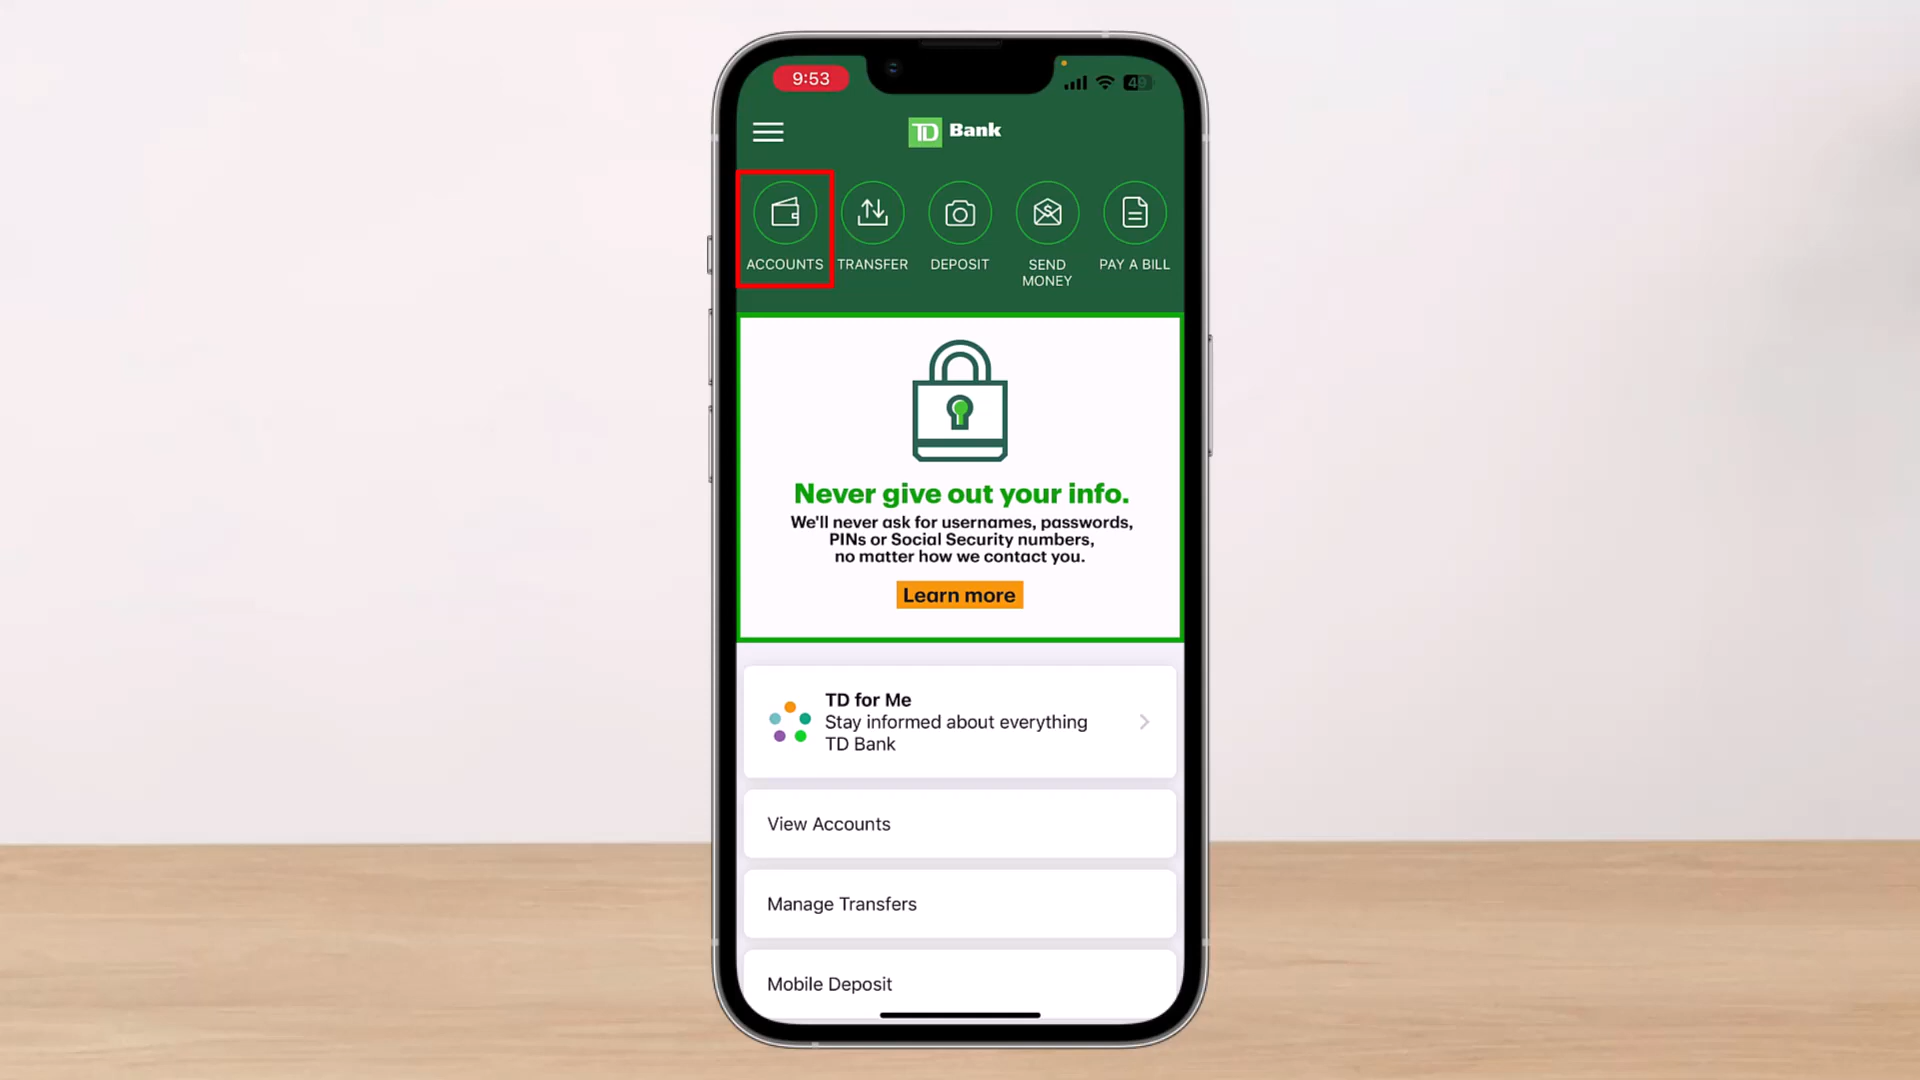 9:53
49
TD Bank
ACCOUNTS
TRANSFER
DEPOSIT
SEND
MONEY
PAY A BILL
Never give out your info.
We'll never ask for usernames, passwords,
PINs or Social Security numbers,
no matter how we contact you.
Learn more
TD for Me
Stay informed about everything
TD Bank
View Accounts
Manage Transfers
Mobile Deposit